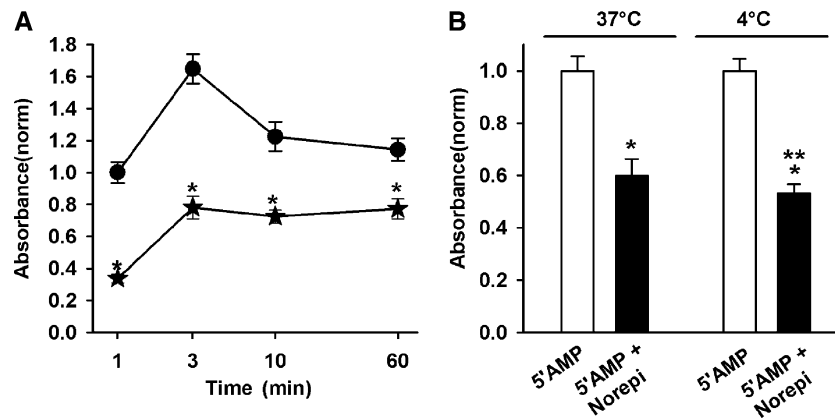 A
Absorbance(norm)
1.8
1.6
1.4
1.2
1.0
0.8
0.6
0.4
0.2
0.0
*
*
*
*
1
3
10
60
Time (min)
B
37°C
4°C
Absorbance(norm)
1.0
0.8
0.6
0.4
0.2
0.0
*
**
*
5'AMP
5'AMP +
Norepi
5'AMP
5'AMP +
Norepi